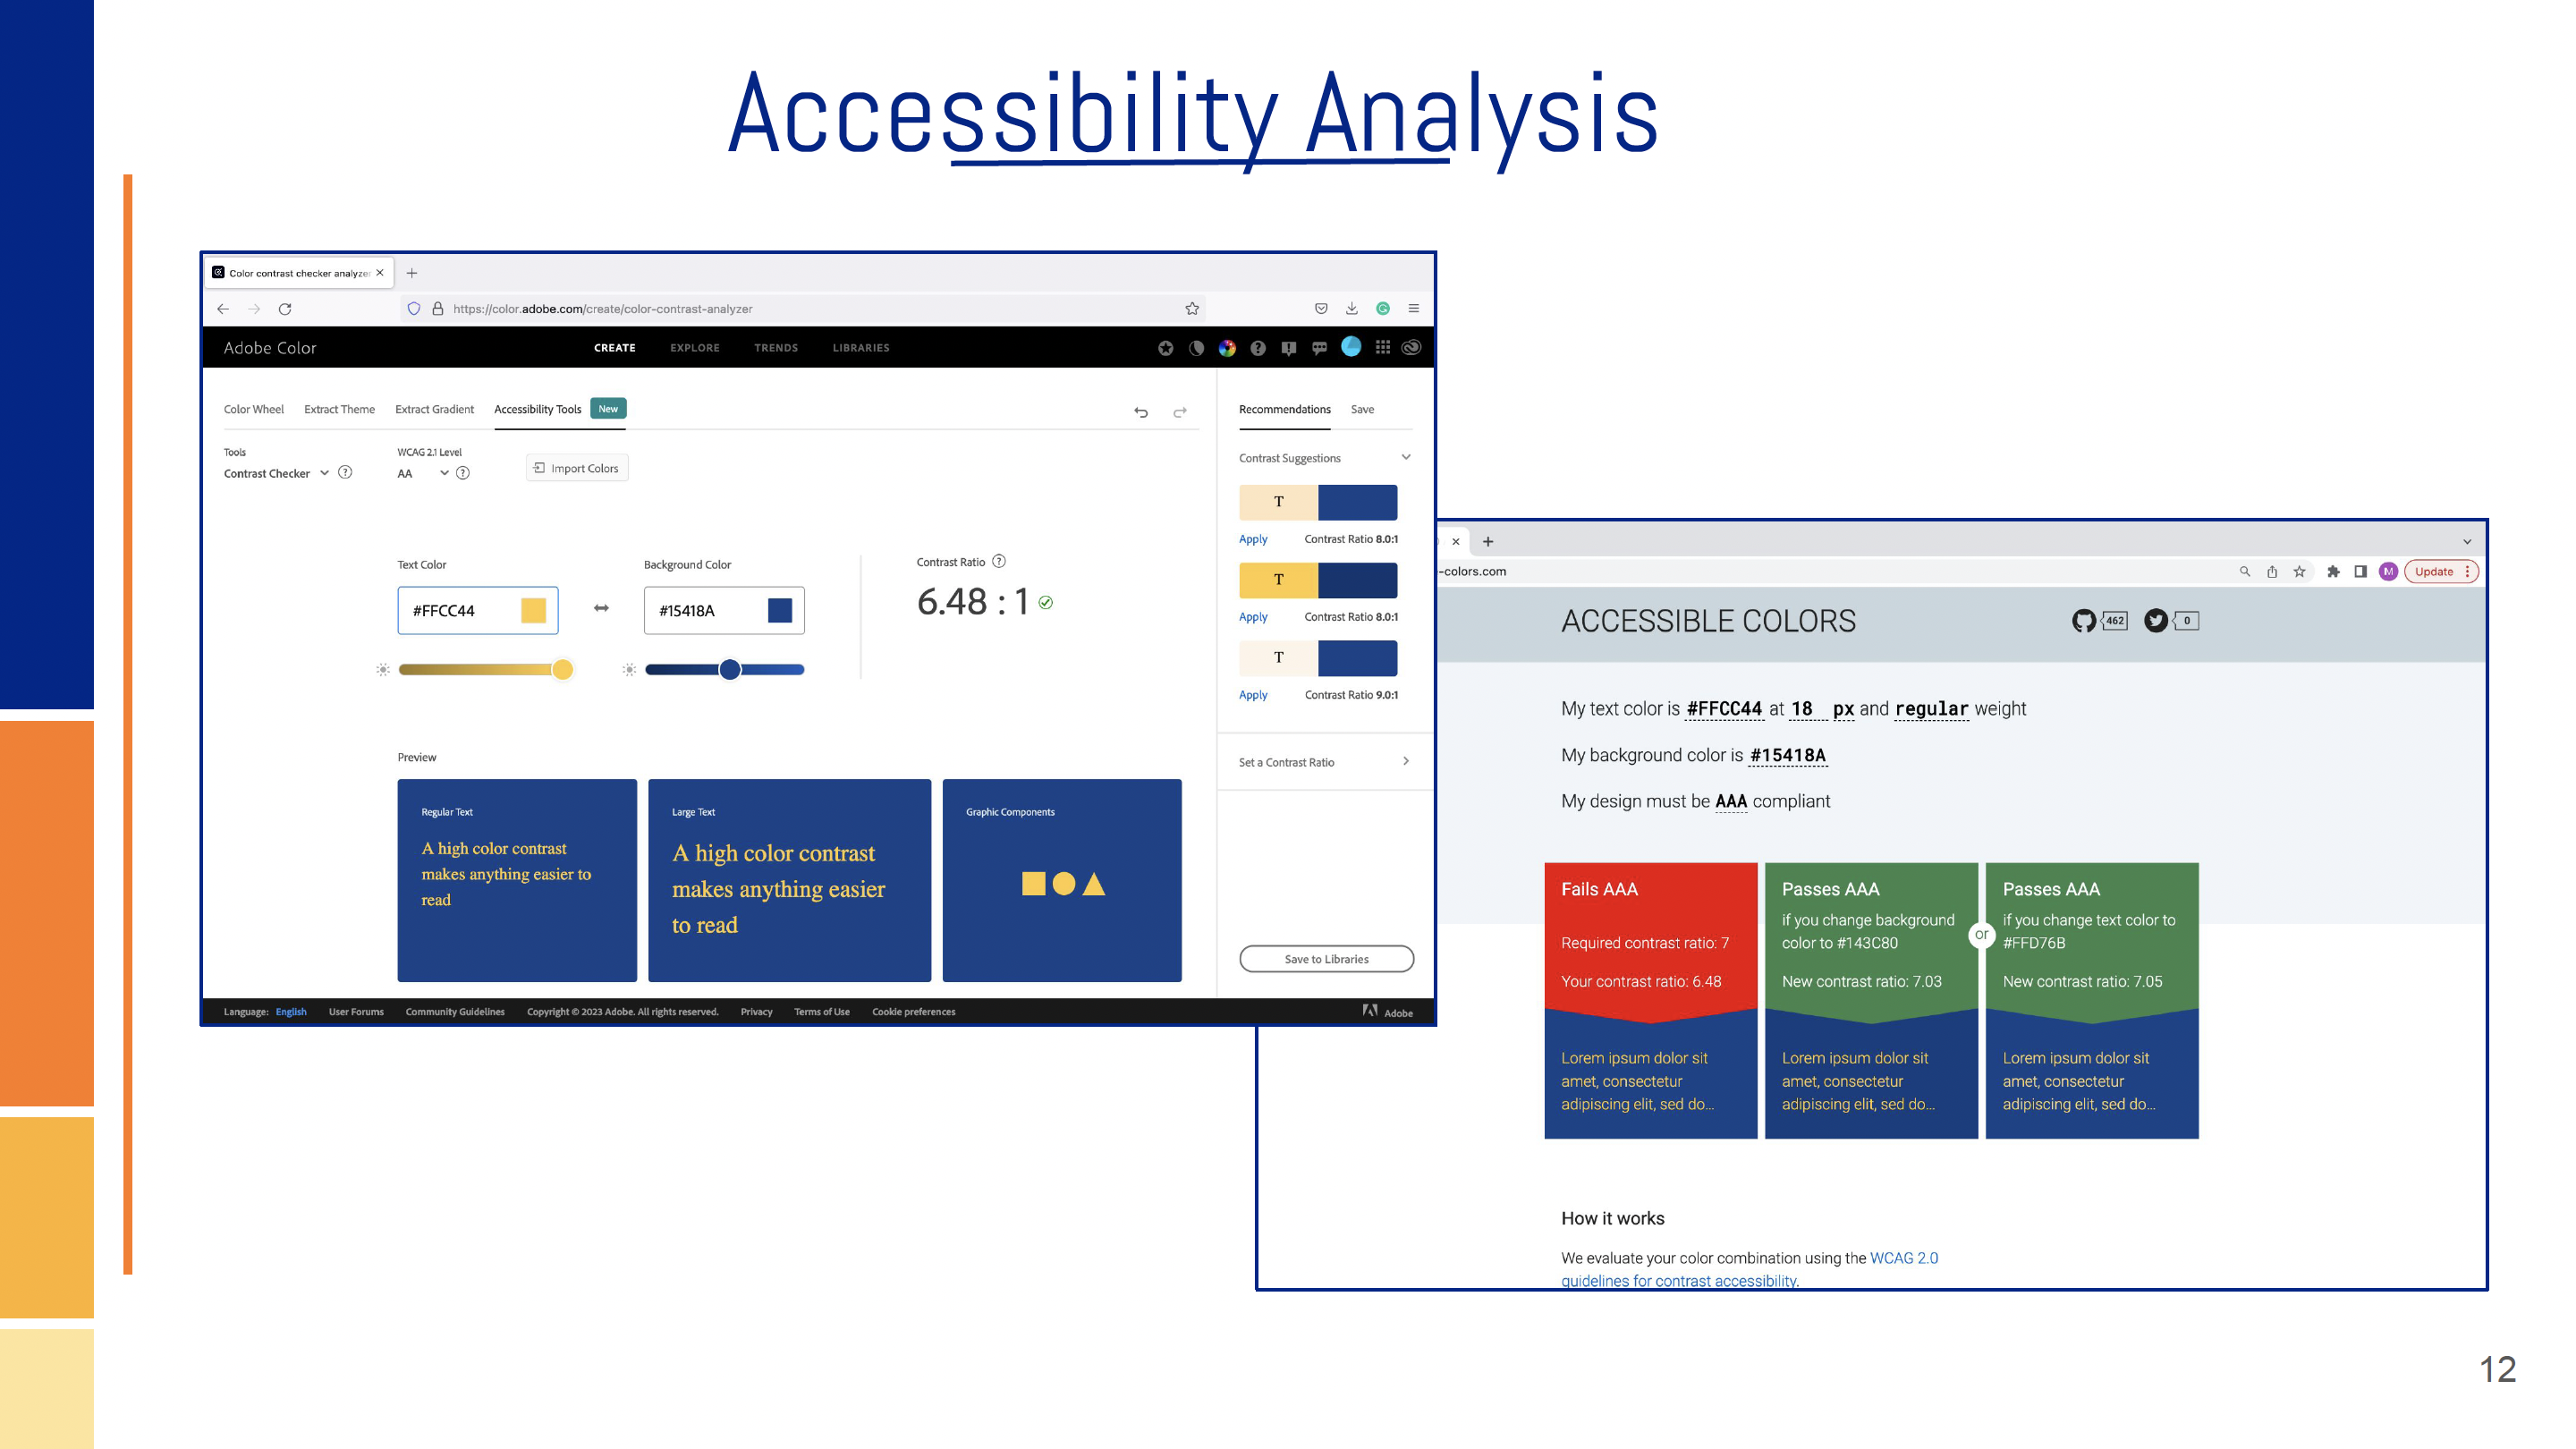 Accessibility Analysis
Color contrast checker analyze
https://color.adobe.com/create/color-contrast-analyzer
Adobe Color
CREATE EXPLORE TRENDS LIBRARIES
Color Wheel Extract Theme Extract Gradient Accessibility Tools New
Tools
Contrast Checker
WCAG 2.1 Level
AA
Import Colors
Text Color
#FFCC44
Background Color
#15418A
Contrast Ratio
6.48 : 1
Preview
Regular Text
A high color contrast
makes anything easier to
read
Large Text
A high color contrast
makes anything easier
to read
Graphic Components
Recommendations Save
Contrast Suggestions
T
Apply Contrast Ratio 8.0:1
T
Apply Contrast Ratio 8.0:1
T
Apply Contrast Ratio 9.0:1
Set a Contrast Ratio
Save to Libraries
Language: English User Forums Community Guidelines Copyright © 2023 Adobe. All rights reserved. Privacy Terms of Use Cookie preferences
Adobe
-colors.com
M
Update
ACCESSIBLE COLORS
462
0
My text color is #FFCC44 at 18 px and regular weight
My background color is #15418A
My design must be AAA compliant
Fails AAA
Required contrast ratio: 7
Your contrast ratio: 6.48
Lorem ipsum dolor sit
amet, consectetur
adipiscing elit, sed do...
Passes AAA
if you change background
color to #143C80
New contrast ratio: 7.03
Lorem ipsum dolor sit
amet, consectetur
adipiscing elit, sed do...
or
Passes AAA
if you change text color to
#FFD76B
New contrast ratio: 7.05
Lorem ipsum dolor sit
amet, consectetur
adipiscing elit, sed do...
How it works
We evaluate your color combination using the WCAG 2.0
guidelines for contrast accessibility.
12